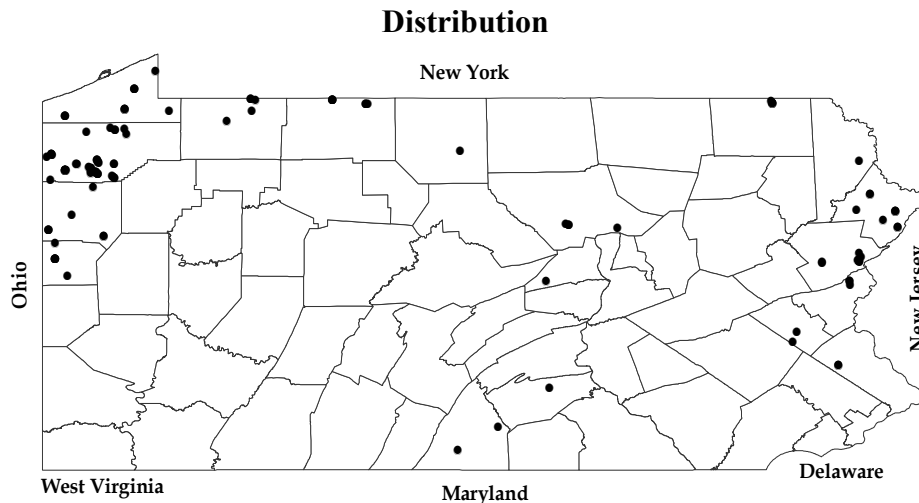 Distribution
New York
Ohio
New Jersey
West Virginia
Maryland
Delaware